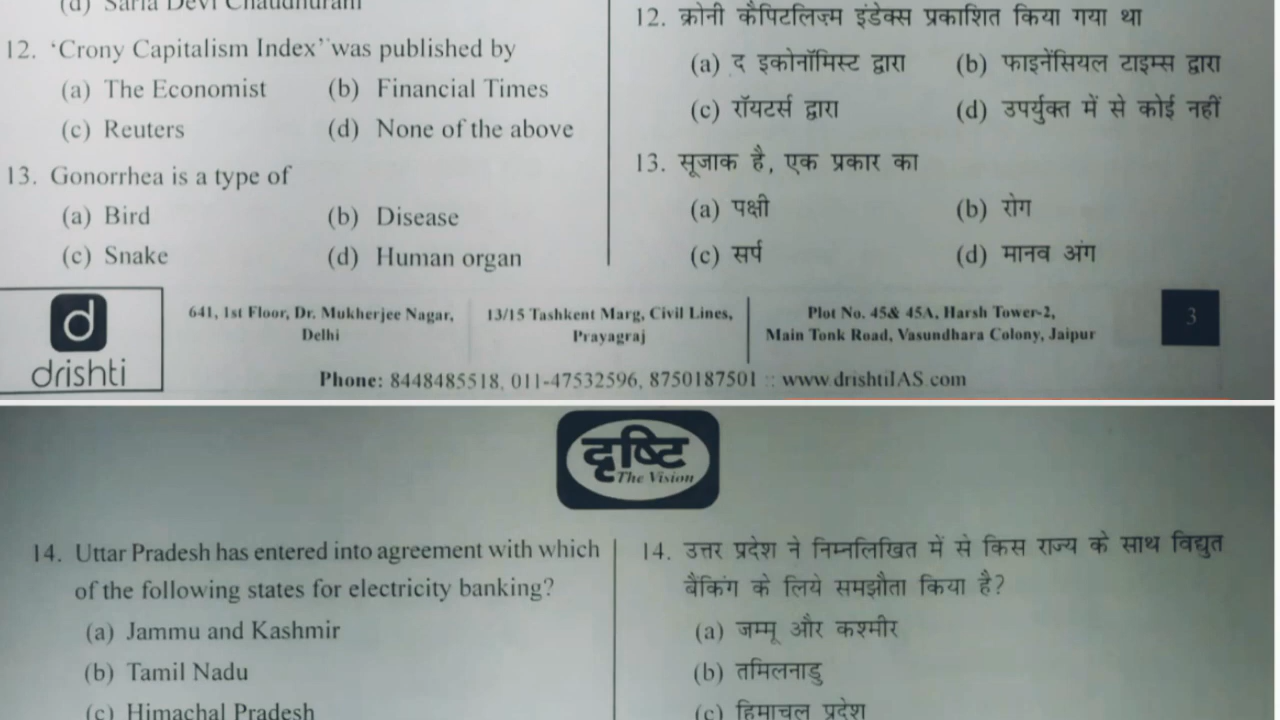 (d) Sarla Devi Chaudhurani
12. 'Crony Capitalism Index' was published by
(a) The Economist (b) Financial Times
(c) Reuters (d) None of the above
13. Gonorrhea is a type of
(a) Bird (b) Disease
(c) Snake (d) Human organ
12. क्रोनी कैपिटलिज़्म इंडेक्स प्रकाशित किया गया था
(a) द इकोनॉमिस्ट द्वारा (b) फाइनेंसियल टाइम्स द्वारा
(c) रॉयटर्स द्वारा (d) उपर्युक्त में से कोई नहीं
13. सूजाक है, एक प्रकार का
(a) पक्षी (b) रोग
(c) सर्प (d) मानव अंग
d
drishti
641, 1st Floor, Dr. Mukherjee Nagar,
Delhi
13/15 Tashkent Marg, Civil Lines,
Prayagraj
Plot No. 45& 45A, Harsh Tower-2,
Main Tonk Road, Vasundhara Colony, Jaipur
3
Phone: 8448485518, 011-47532596, 8750187501 :: www.drishtiIAS.com
दृष्टि
The Vision
14. Uttar Pradesh has entered into agreement with which
of the following states for electricity banking?
(a) Jammu and Kashmir
(b) Tamil Nadu
(c) Himachal Pradesh
14. उत्तर प्रदेश ने निम्नलिखित में से किस राज्य के साथ विद्युत
बैंकिंग के लिये समझौता किया है?
(a) जम्मू और कश्मीर
(b) तमिलनाडु
(c) हिमाचल प्रदेश